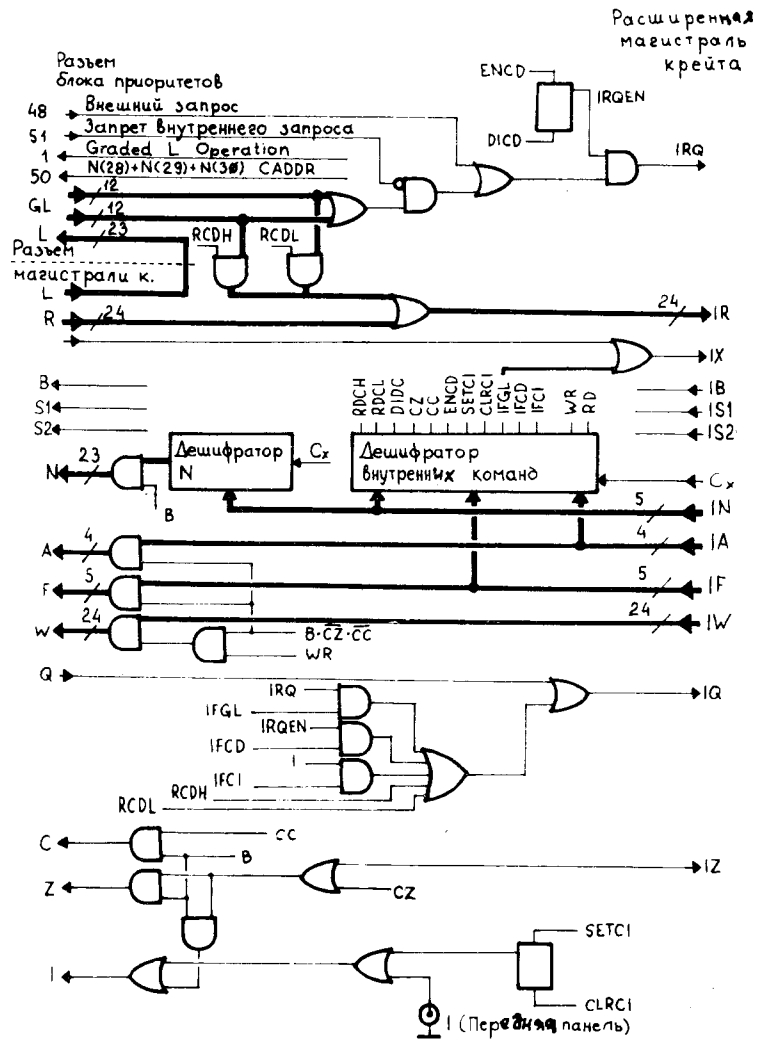 Расширенная
магистраль
крейта
Разъем
блока приоритетов
ENCD
IRQEN
48 Внешний запрос
51 Запрет внутреннего запроса
DICD
IRQ
1 Graded L Operation
50 N(28)+N(29)+N(30) CADDR
12
GL 12
L 23
RCDH RCDL
Разъем
магистрали к.
L
R 24
24 IR
IX
B
S1
S2
RDCH
RDCL
DIDC
CZ
CC
ENCD
SETCI
CLRCI
IFGL
IFCD
IFCI
WR
RD
IB
IS1
IS2
N 23
Дешифратор
N
Cx
Дешифратор
внутренных команд
Cx
B
5 IN
A 4
4 IA
F 5
5 IF
W 24
24 IW
B·C̅Z̅·C̅C̅
WR
Q
IRQ
IFGL
IRQEN
IFCD
I
IFCI
RCDH
RCDL
IQ
C
CC
B
Z
CZ
IZ
SETCI
I
CLRCI
I (Передняя панель)